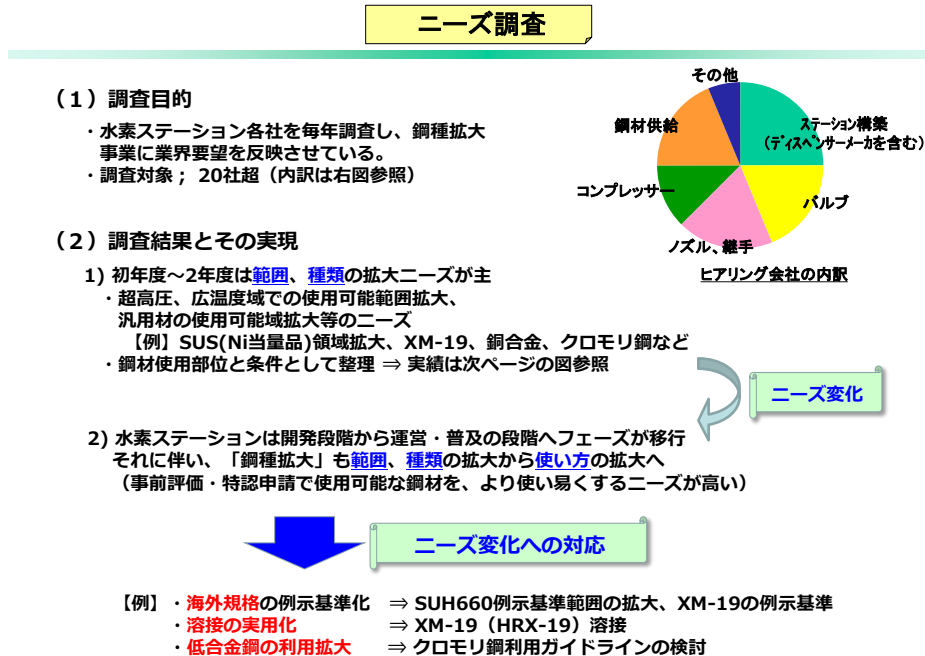 ニーズ調査
（１）調査目的
・水素ステーション各社を毎年調査し、鋼種拡大
事業に業界要望を反映させている。
・調査対象； 20社超（内訳は右図参照）
その他
鋼材供給
ステーション構築
（ディスペンサーメーカを含む）
コンプレッサー
バルブ
ノズル、継手
ヒアリング会社の内訳
（２）調査結果とその実現
1) 初年度～2年度は範囲、種類の拡大ニーズが主
・超高圧、広温度域での使用可能範囲拡大、
汎用材の使用可能域拡大等のニーズ
【例】SUS(Ni当量品)領域拡大、XM-19、銅合金、クロモリ鋼など
・鋼材使用部位と条件として整理 ⇒ 実績は次ページの図参照
ニーズ変化
2) 水素ステーションは開発段階から運営・普及の段階へフェーズが移行
それに伴い、「鋼種拡大」も範囲、種類の拡大から使い方の拡大へ
（事前評価・特認申請で使用可能な鋼材を、より使い易くするニーズが高い）
ニーズ変化への対応
【例】・海外規格の例示基準化 ⇒ SUH660例示基準範囲の拡大、XM-19の例示基準
・溶接の実用化 ⇒ XM-19（HRX-19）溶接
・低合金鋼の利用拡大 ⇒ クロモリ鋼利用ガイドラインの検討